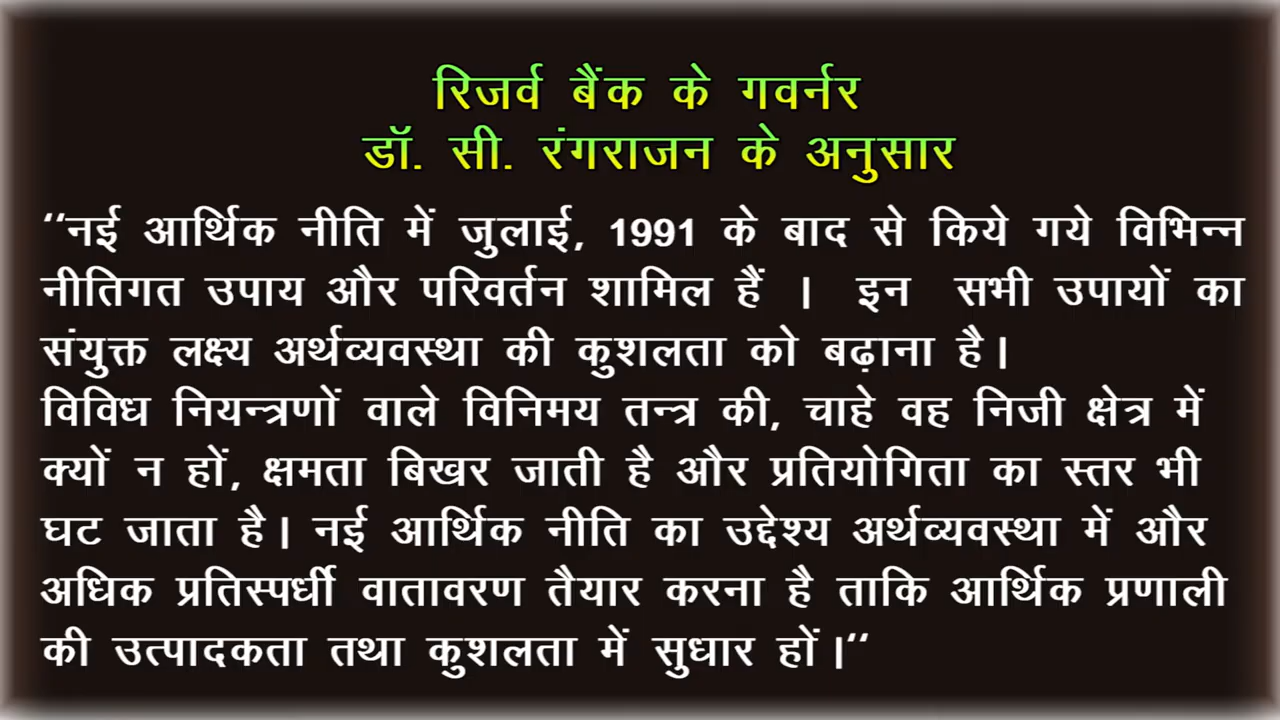 रिजर्व बैंक के गवर्नर
डॉ. सी. रंगराजन के अनुसार
‘‘नई आर्थिक नीति में जुलाई, 1991 के बाद से किये गये विभिन्न
नीतिगत उपाय और परिवर्तन शामिल हैं । इन सभी उपायों का
संयुक्त लक्ष्य अर्थव्यवस्था की कुशलता को बढ़ाना है।
विविध नियन्त्रणों वाले विनिमय तन्त्र की, चाहे वह निजी क्षेत्र में
क्यों न हों, क्षमता बिखर जाती है और प्रतियोगिता का स्तर भी
घट जाता है। नई आर्थिक नीति का उद्देश्य अर्थव्यवस्था में और
अधिक प्रतिस्पर्धी वातावरण तैयार करना है ताकि आर्थिक प्रणाली
की उत्पादकता तथा कुशलता में सुधार हों।’’